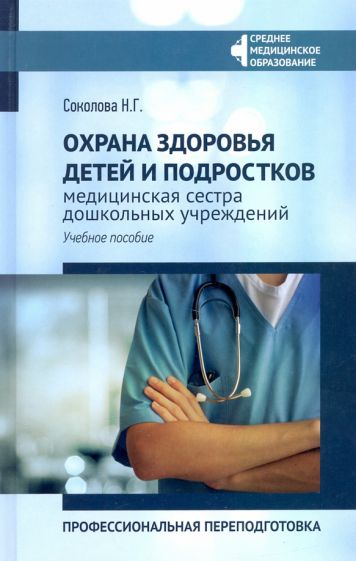 СРЕДНЕЕ
МЕДИЦИНСКОЕ
ОБРАЗОВАНИЕ
Соколова Н.Г.
ОХРАНА ЗДОРОВЬЯ
ДЕТЕЙ И ПОДРОСТКОВ
медицинская сестра
дошкольных учреждений
Учебное пособие
ПРОФЕССИОНАЛЬНАЯ ПЕРЕПОДГОТОВКА